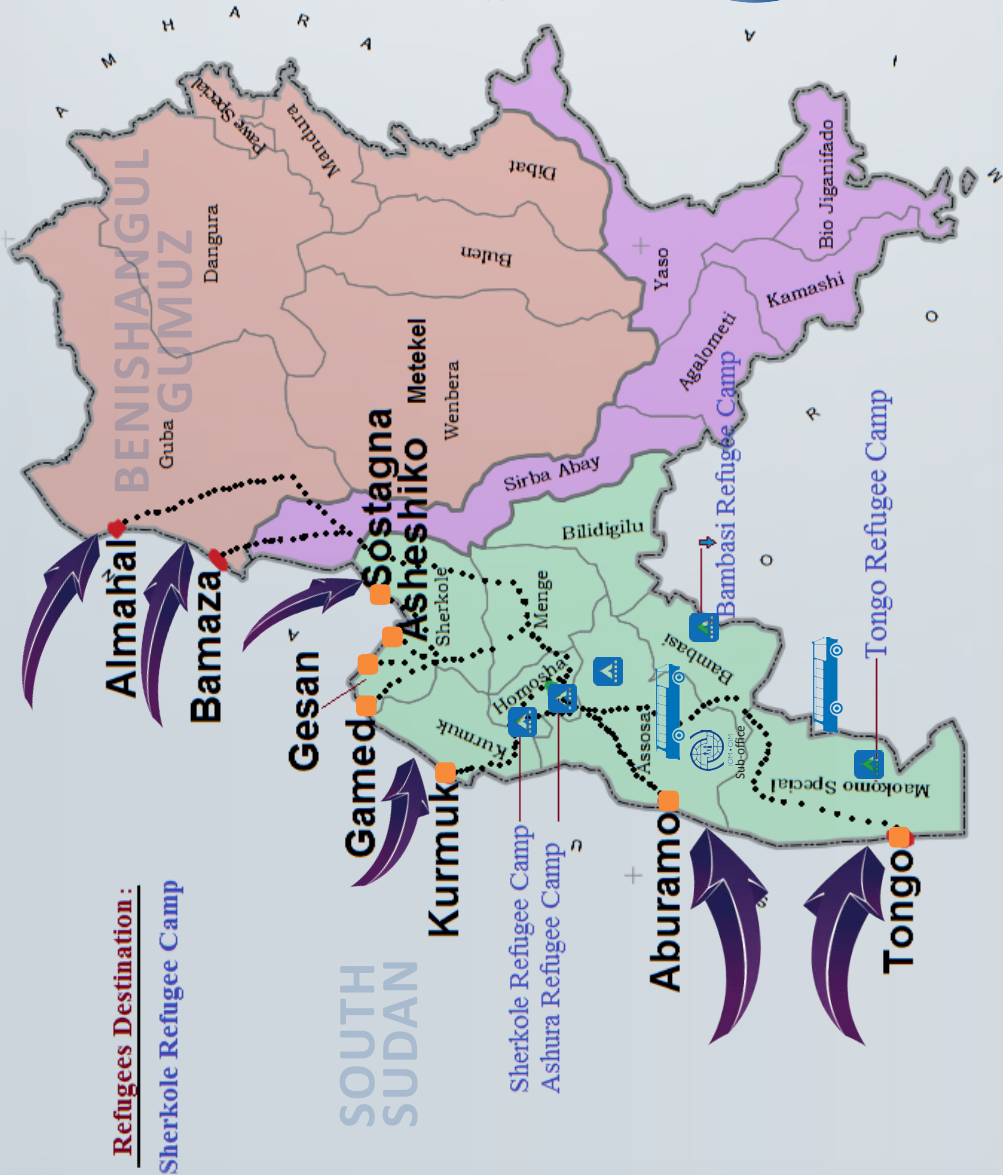 Refugees Destination:
Sherkole Refugee Camp
BENISHANGUL
GUMUZ
SOUTH
SUDAN
A M H A R A
Almahal
Bamaza
Gesan
Gamed
Kurmuk
Sostagna
Asheshiko
Aburamo
Tongo
Guba
Dangura
Pawe Special
Mandura
Dibat
Bulen
Metekel
Wenbera
Yaso
Bio Jiganifado
Kamashi
Agalometi
Sirba Abay
Bilidigilu
Sherkole
Menge
Homosha
Kurmuk
Assosa
Bambasi
Maokomo Special
Sub-office
Sherkole Refugee Camp
Ashura Refugee Camp
Bambasi Refugee Camp
Tongo Refugee Camp